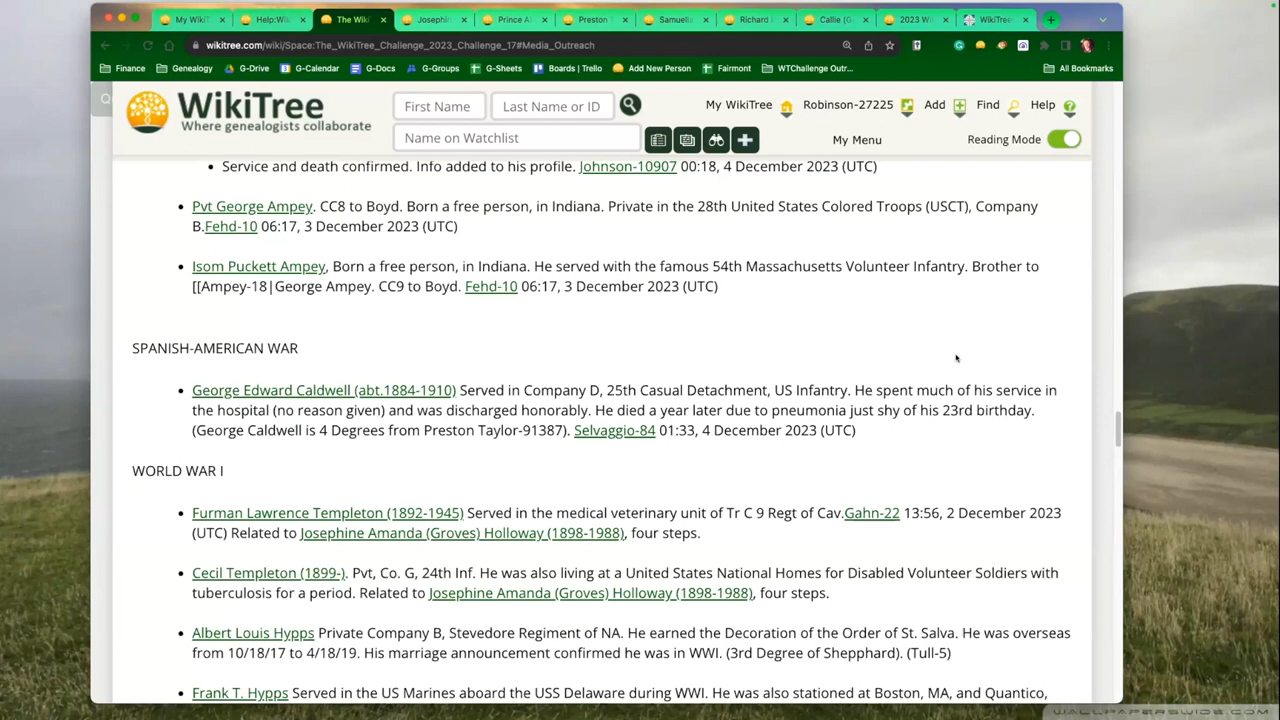 My WikiT
Help:Wiki
The Wiki
Josephin
Prince A
Preston T
Samuella
Richard
Callie (G
2023 Wi
WikiTree
wikitree.com/wiki/Space:The_WikiTree_Challenge_2023_Challenge_17#Media_Outreach
Finance
Genealogy
G-Drive
G-Calendar
G-Docs
G-Groups
G-Sheets
Boards | Trello
Add New Person
Fairmont
WTChallenge Outr...
All Bookmarks
WikiTree
Where genealogists collaborate
First Name
Last Name or ID
My WikiTree
Robinson-27225
Add
Find
Help
Name on Watchlist
My Menu
Reading Mode
Service and death confirmed. Info added to his profile. Johnson-10907 00:18, 4 December 2023 (UTC)
Pvt George Ampey. CC8 to Boyd. Born a free person, in Indiana. Private in the 28th United States Colored Troops (USCT), Company
B.Fehd-10 06:17, 3 December 2023 (UTC)
Isom Puckett Ampey, Born a free person, in Indiana. He served with the famous 54th Massachusetts Volunteer Infantry. Brother to
[[Ampey-18|George Ampey. CC9 to Boyd. Fehd-10 06:17, 3 December 2023 (UTC)
SPANISH-AMERICAN WAR
George Edward Caldwell (abt.1884-1910) Served in Company D, 25th Casual Detachment, US Infantry. He spent much of his service in
the hospital (no reason given) and was discharged honorably. He died a year later due to pneumonia just shy of his 23rd birthday.
(George Caldwell is 4 Degrees from Preston Taylor-91387). Selvaggio-84 01:33, 4 December 2023 (UTC)
WORLD WAR I
Furman Lawrence Templeton (1892-1945) Served in the medical veterinary unit of Tr C 9 Regt of Cav.Gahn-22 13:56, 2 December 2023
(UTC) Related to Josephine Amanda (Groves) Holloway (1898-1988), four steps.
Cecil Templeton (1899-). Pvt, Co. G, 24th Inf. He was also living at a United States National Homes for Disabled Volunteer Soldiers with
tuberculosis for a period. Related to Josephine Amanda (Groves) Holloway (1898-1988), four steps.
Albert Louis Hypps Private Company B, Stevedore Regiment of NA. He earned the Decoration of the Order of St. Salva. He was overseas
from 10/18/17 to 4/18/19. His marriage announcement confirmed he was in WWI. (3rd Degree of Sepphard). (Tull-5)
Frank T. Hypps Served in the US Marines aboard the USS Delaware during WWI. He was also stationed at Boston, MA, and Quantico,
WALLPAPERSWIDE.COM